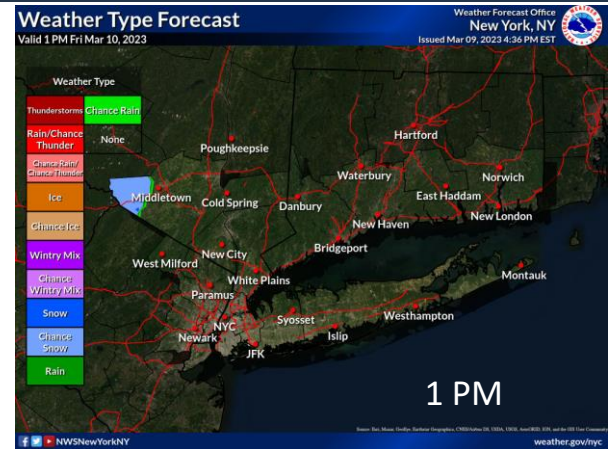 Weather Type Forecast
Valid 1 PM Fri Mar 10, 2023
Weather Forecast Office
New York, NY
Issued Mar 09, 2023 4:36 PM EST
Weather Type
Thunderstorms
Chance Rain
Rain/Chance
Thunder
None
Chance Rain/
Chance Thunder
Ice
Chance Ice
Wintry Mix
Chance
Wintry Mix
Snow
Chance
Snow
Rain
Hartford
Poughkeepsie
Waterbury
Norwich
Middletown
Cold Spring
Danbury
East Haddam
New London
New Haven
Bridgeport
West Milford
New City
White Plains
Montauk
Paramus
NYC
Syosset
Westhampton
Newark
Islip
JFK
1 PM
NWSNewYorkNY
weather.gov/nyc